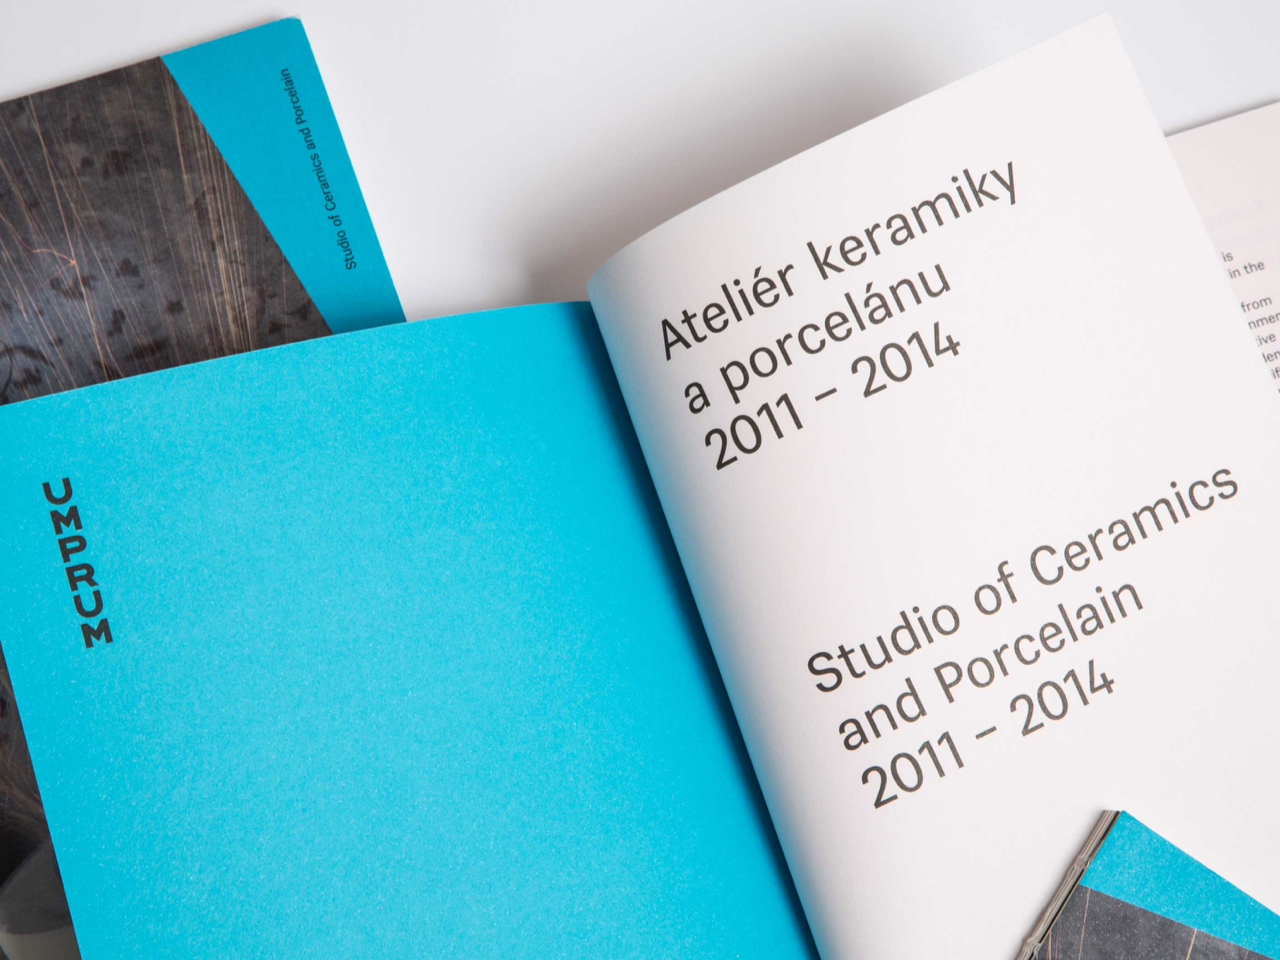 Studio of Ceramics and Porcelain
UMPRUM
Ateliér keramiky
a porcelánu
2011 – 2014
Studio of Ceramics
and Porcelain
2011 – 2014
is
in the
from